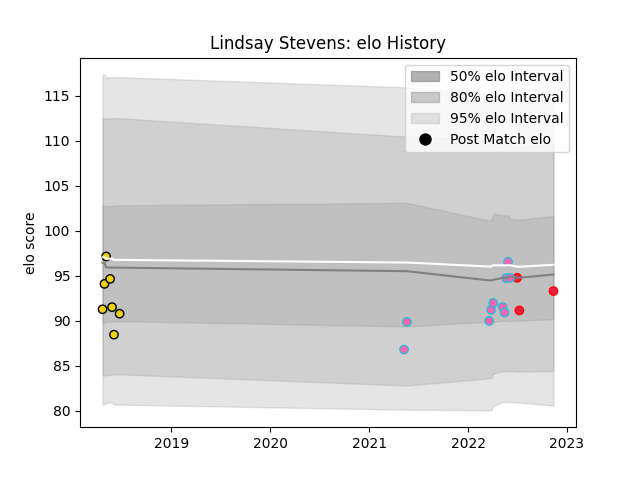 Lindsay Stevens: elo History
50% elo Interval
80% elo Interval
95% elo Interval
Post Match elo
elo score
115
110
105
100
95
90
85
80
2019
2020
2021
2022
2023